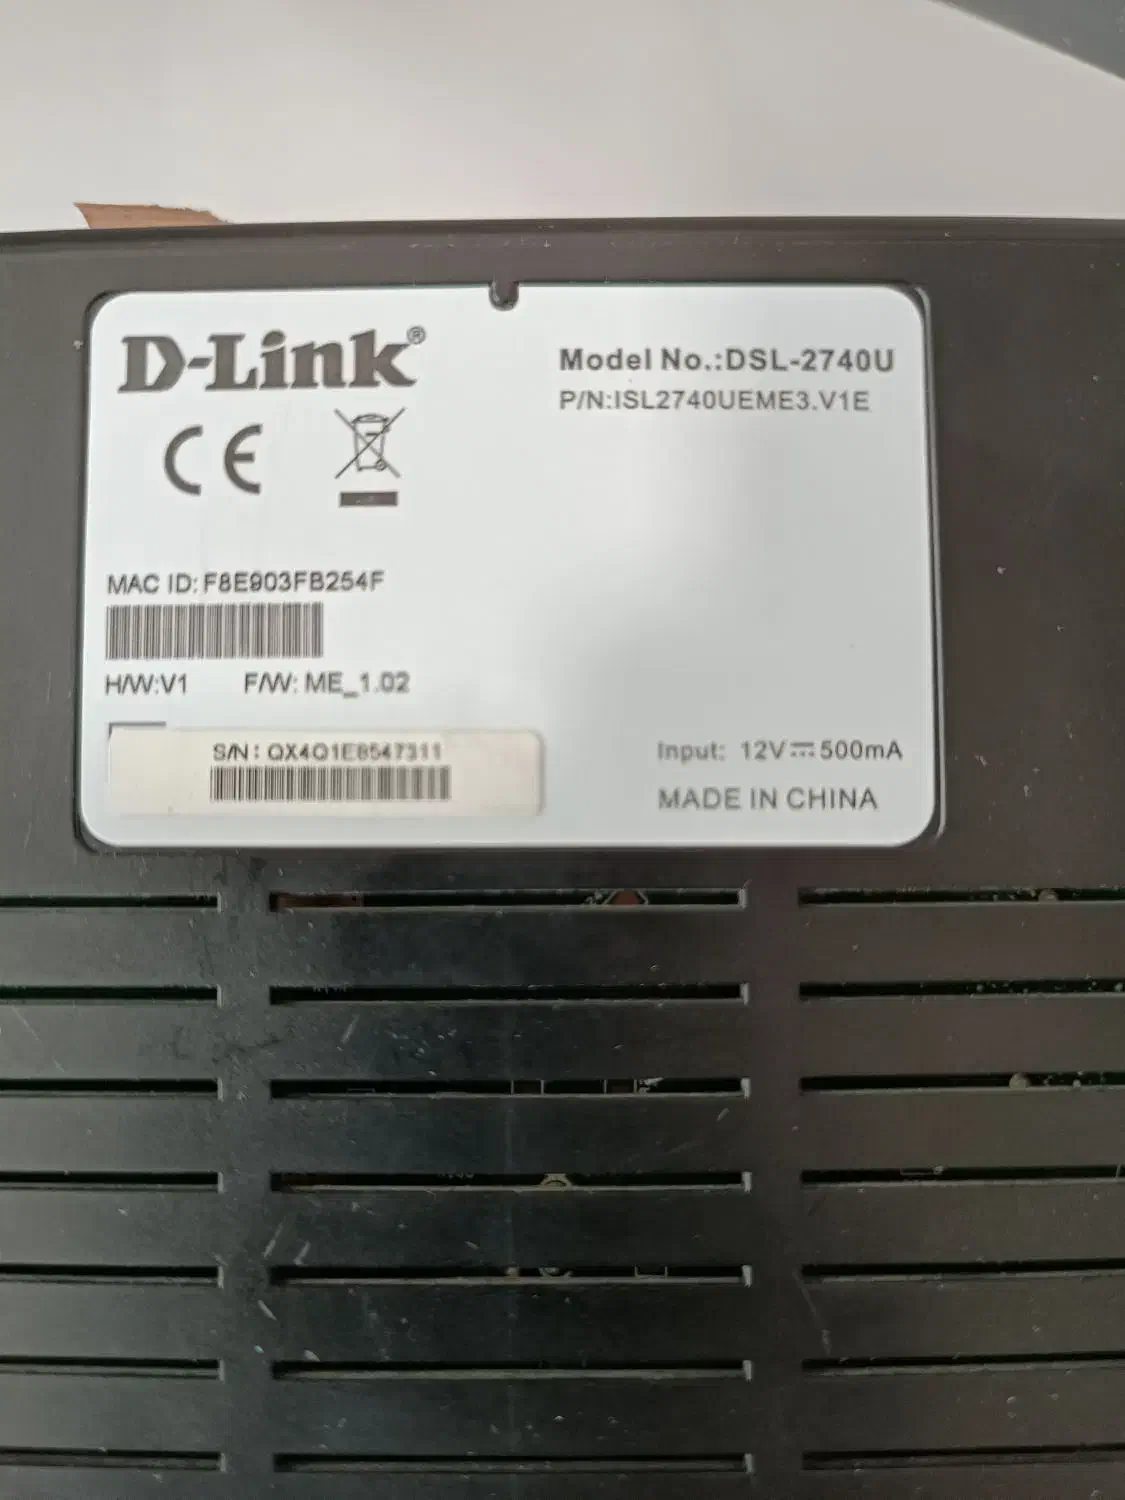 D-Link®
Model No.:DSL-2740U
P/N:ISL2740UEME3.V1E
CE
MAC ID: F8E903FB254F
H/W:V1 F/W: ME_1.02
S/N : QX4Q1E8547311
Input: 12V⎓500mA
MADE IN CHINA